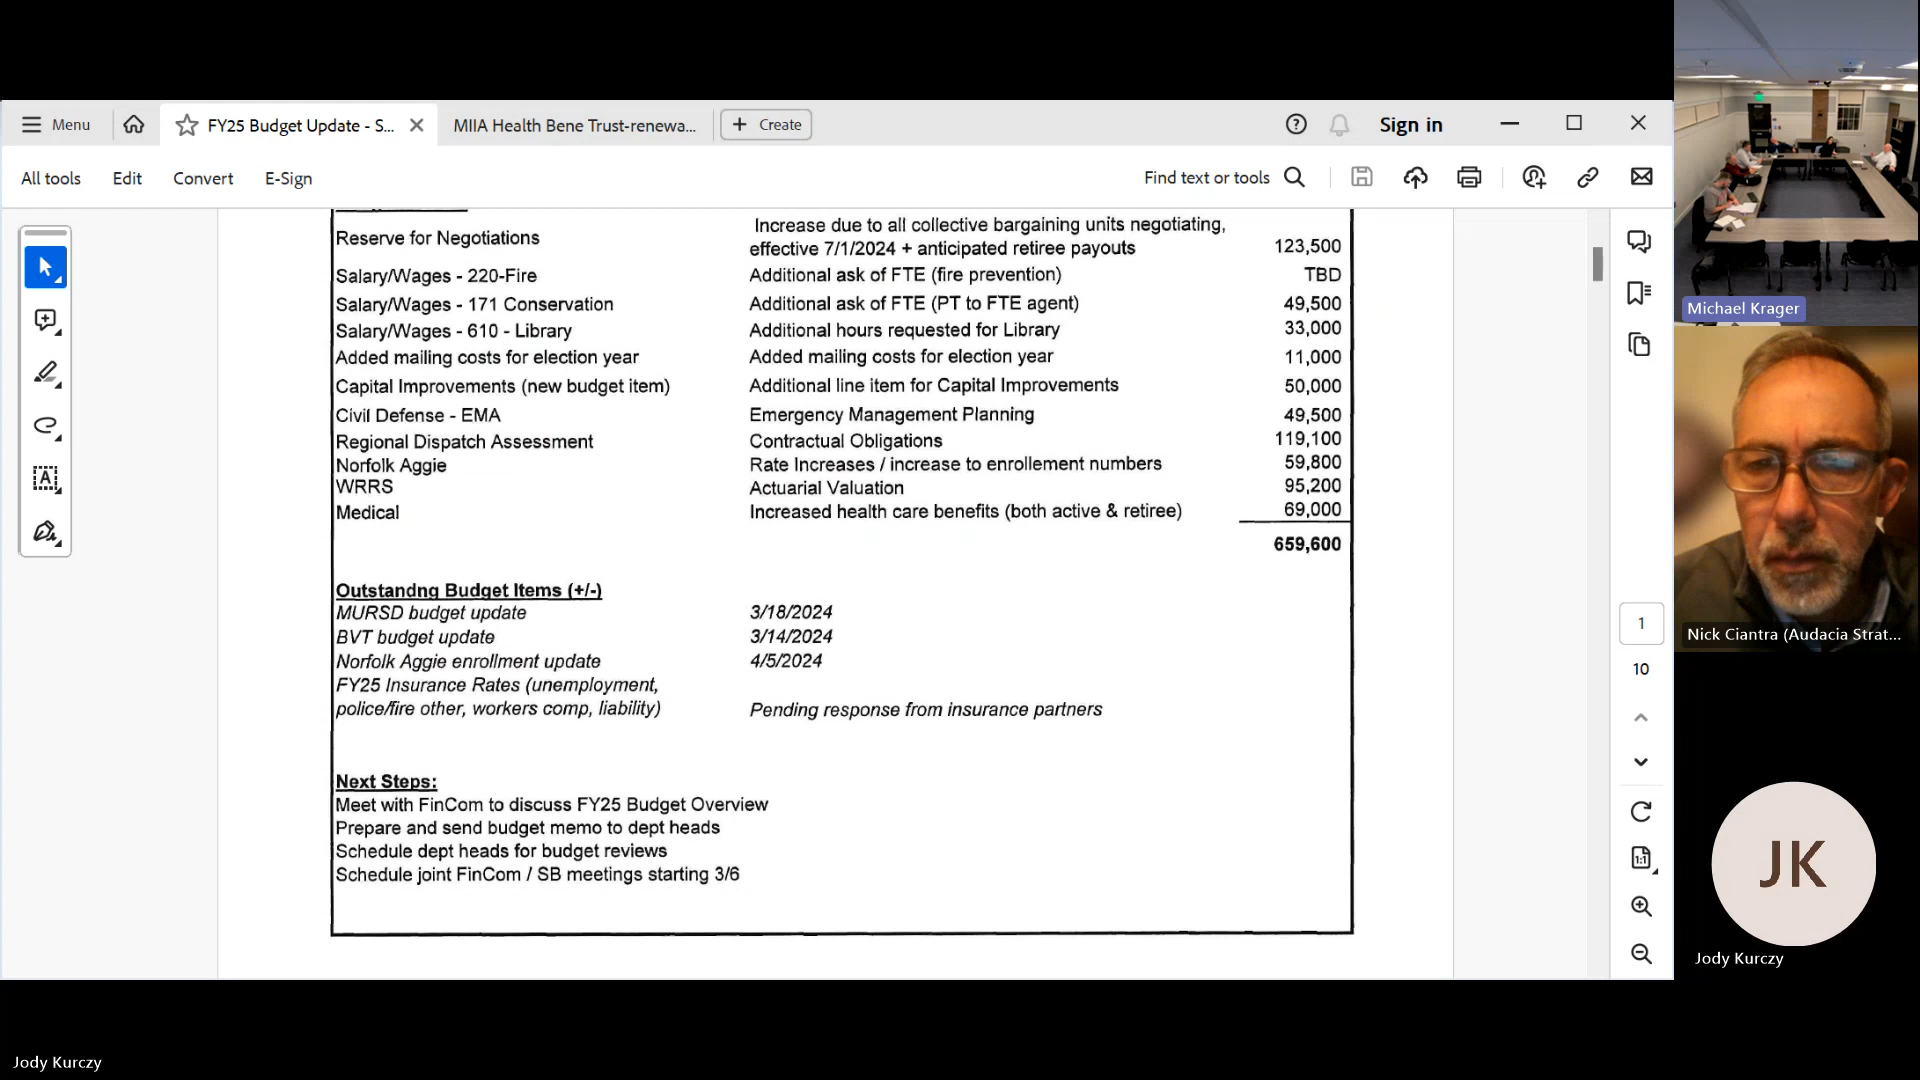 Menu
FY25 Budget Update - S...
MIIA Health Bene Trust-renewa...
+ Create
Sign in
All tools
Edit
Convert
E-Sign
Find text or tools
Reserve for Negotiations
Increase due to all collective bargaining units negotiating,
effective 7/1/2024 + anticipated retiree payouts 123,500
Salary/Wages - 220-Fire Additional ask of FTE (fire prevention) TBD
Salary/Wages - 171 Conservation Additional ask of FTE (PT to FTE agent) 49,500
Salary/Wages - 610 - Library Additional hours requested for Library 33,000
Added mailing costs for election year Added mailing costs for election year 11,000
Capital Improvements (new budget item) Additional line item for Capital Improvements 50,000
Civil Defense - EMA Emergency Management Planning 49,500
Regional Dispatch Assessment Contractual Obligations 119,100
Norfolk Aggie Rate Increases / increase to enrollement numbers 59,800
WRRS Actuarial Valuation 95,200
Medical Increased health care benefits (both active & retiree) 69,000
659,600
Outstandng Budget Items (+/-)
MURSD budget update 3/18/2024
BVT budget update 3/14/2024
Norfolk Aggie enrollment update 4/5/2024
FY25 Insurance Rates (unemployment,
police/fire other, workers comp, liability) Pending response from insurance partners
Next Steps:
Meet with FinCom to discuss FY25 Budget Overview
Prepare and send budget memo to dept heads
Schedule dept heads for budget reviews
Schedule joint FinCom / SB meetings starting 3/6
1
10
1:1
Michael Krager
Nick Ciantra (Audacia Strat...
JK
Jody Kurczy
Jody Kurczy